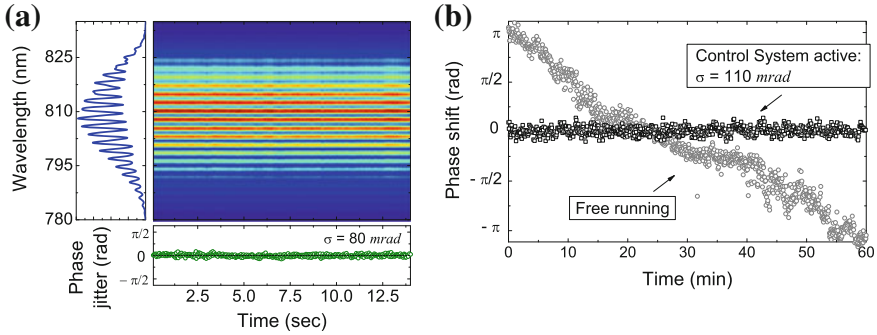 (a)
Wavelength (nm)
825
810
795
780
Phase
jitter (rad)
π/2
0
- π/2
σ = 80 mrad
2.5 5.0 7.5 10.0 12.5
Time (sec)
(b)
Phase shift (rad)
π
π/2
0
- π/2
- π
Control System active:
σ = 110 mrad
Free running
0 10 20 30 40 50 60
Time (min)